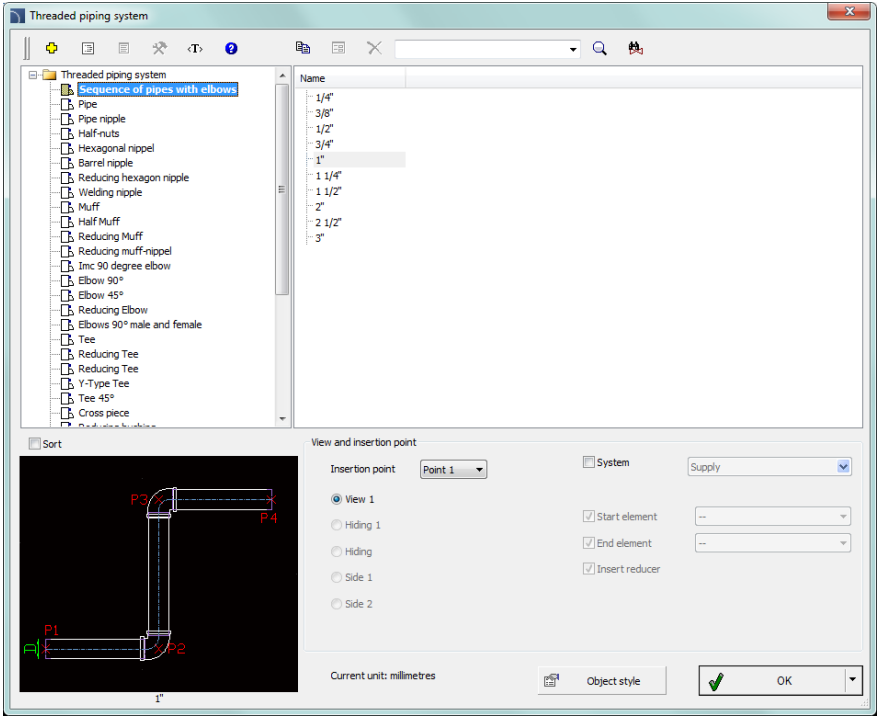 Threaded piping system
‹T›
?
Threaded piping system
Sequence of pipes with elbows
Pipe
Pipe nipple
Half-nuts
Hexagonal nippel
Barrel nipple
Reducing hexagon nipple
Welding nipple
Muff
Half Muff
Reducing Muff
Reducing muff-nippel
Imc 90 degree elbow
Elbow 90°
Elbow 45°
Reducing Elbow
Elbows 90° male and female
Tee
Reducing Tee
Reducing Tee
Y-Type Tee
Tee 45°
Cross piece
Reducing bushing
Name
1/4"
3/8"
1/2"
3/4"
1"
1 1/4"
1 1/2"
2"
2 1/2"
3"
Sort
P3
P4
P1
P2
1"
View and insertion point
Insertion point
Point 1
View 1
Hiding 1
Hiding
Side 1
Side 2
System
Supply
Start element
--
End element
--
Insert reducer
Current unit: millimetres
Object style
OK